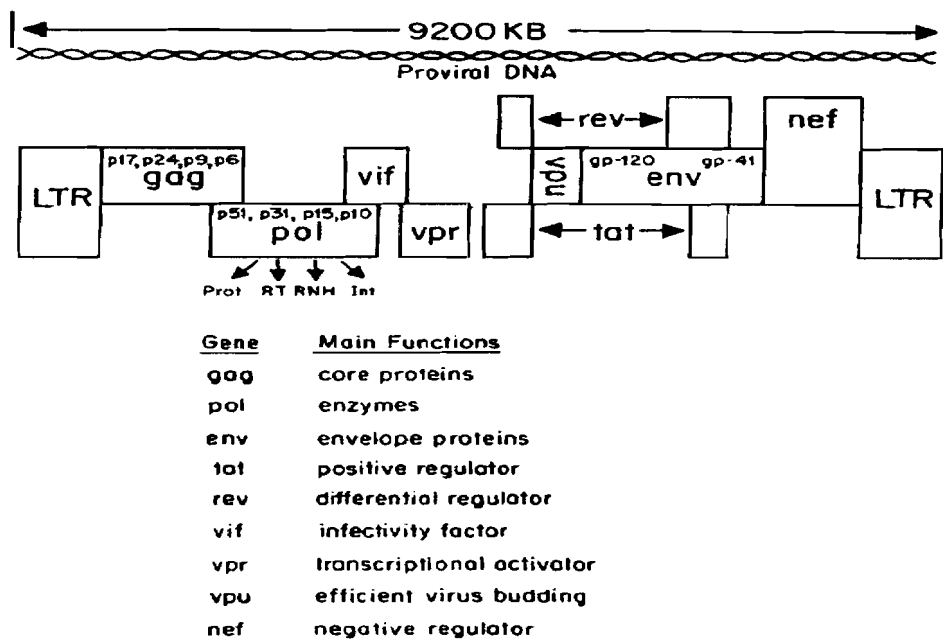 9200 KB
Proviral DNA
rev
nef
p17, p24, p9, p6
gag
vif
vpu
gp-120
gp-41
env
LTR
LTR
p51, p31, p15, p10
pol
vpr
tat
Prot RT RNH Int
Gene Main Functions
gag core proteins
pol enzymes
env envelope proteins
tat positive regulator
rev differential regulator
vif infectivity factor
vpr transcriptional activator
vpu efficient virus budding
nef negative regulator